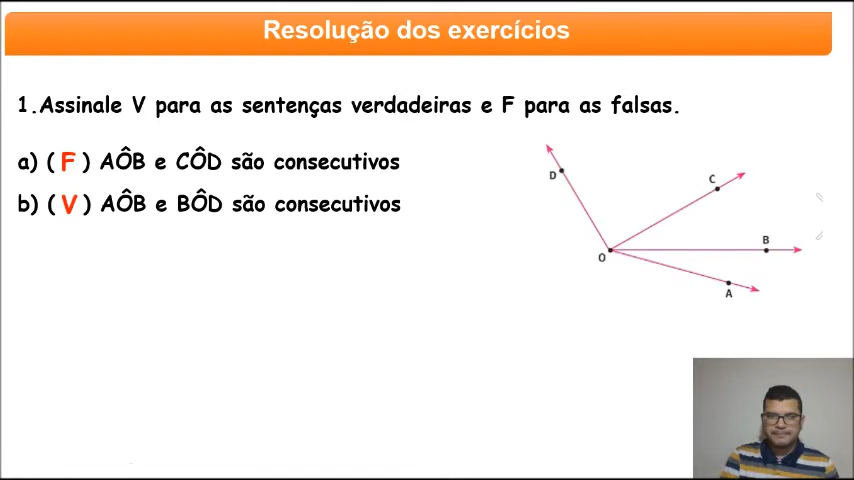 Resolução dos exercícios
1.Assinale V para as sentenças verdadeiras e F para as falsas.
a) ( F ) AÔB e CÔD são consecutivos
b) ( V ) AÔB e BÔD são consecutivos
D
C
B
O
A